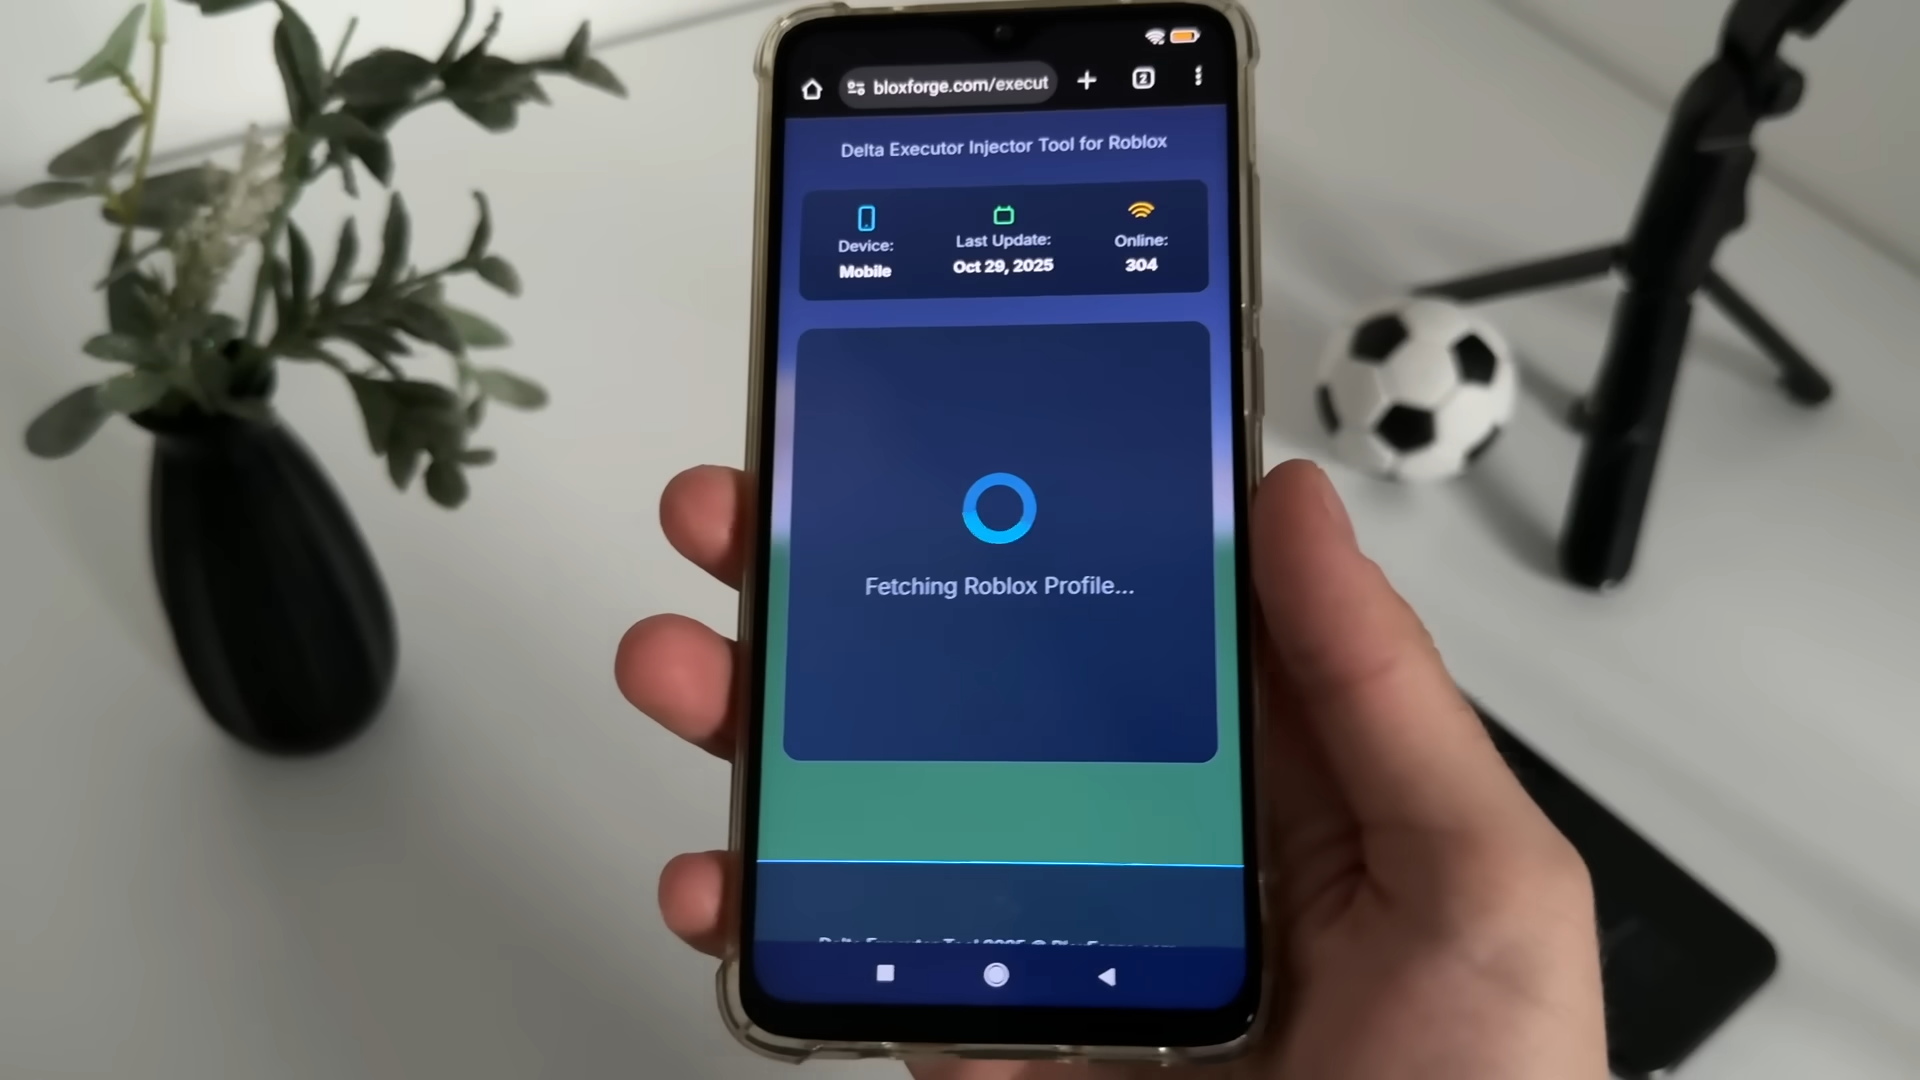 bloxforge.com/execut
2
Delta Executor Injector Tool for Roblox
Device:
Mobile
Last Update:
Oct 29, 2025
Online:
304
Fetching Roblox Profile...